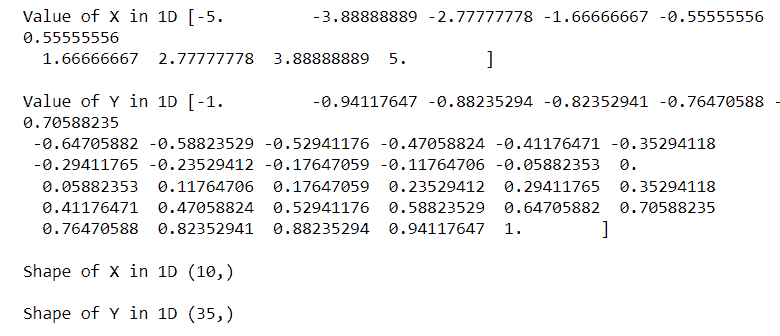 Value of X in 1D [-5.         -3.88888889 -2.77777778 -1.66666667 -0.55555556
0.55555556
  1.66666667  2.77777778  3.88888889  5.        ]
Value of Y in 1D [-1.         -0.94117647 -0.88235294 -0.82352941 -0.76470588 -
0.70588235
 -0.64705882 -0.58823529 -0.52941176 -0.47058824 -0.41176471 -0.35294118
 -0.29411765 -0.23529412 -0.17647059 -0.11764706 -0.05882353  0.
  0.05882353  0.11764706  0.17647059  0.23529412  0.29411765  0.35294118
  0.41176471  0.47058824  0.52941176  0.58823529  0.64705882  0.70588235
  0.76470588  0.82352941  0.88235294  0.94117647  1.        ]
Shape of X in 1D (10,)
Shape of Y in 1D (35,)